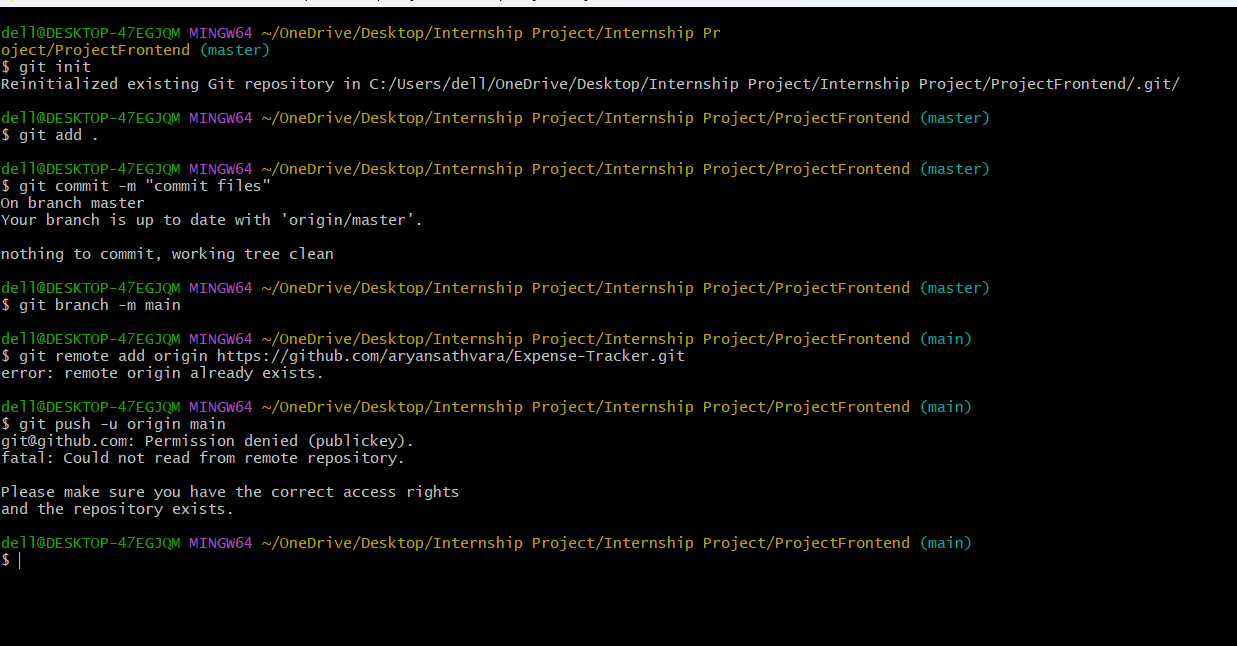 dell@DESKTOP-47EGJQM MINGW64 ~/OneDrive/Desktop/Internship Project/Internship Pr
oject/ProjectFrontend (master)
$ git init
Reinitialized existing Git repository in C:/Users/dell/OneDrive/Desktop/Internship Project/Internship Project/ProjectFrontend/.git/
dell@DESKTOP-47EGJQM MINGW64 ~/OneDrive/Desktop/Internship Project/Internship Project/ProjectFrontend (master)
$ git add .
dell@DESKTOP-47EGJQM MINGW64 ~/OneDrive/Desktop/Internship Project/Internship Project/ProjectFrontend (master)
$ git commit -m "commit files"
On branch master
Your branch is up to date with 'origin/master'.
nothing to commit, working tree clean
dell@DESKTOP-47EGJQM MINGW64 ~/OneDrive/Desktop/Internship Project/Internship Project/ProjectFrontend (master)
$ git branch -m main
dell@DESKTOP-47EGJQM MINGW64 ~/OneDrive/Desktop/Internship Project/Internship Project/ProjectFrontend (main)
$ git remote add origin https://github.com/aryansathvara/Expense-Tracker.git
error: remote origin already exists.
dell@DESKTOP-47EGJQM MINGW64 ~/OneDrive/Desktop/Internship Project/Internship Project/ProjectFrontend (main)
$ git push -u origin main
git@github.com: Permission denied (publickey).
fatal: Could not read from remote repository.
Please make sure you have the correct access rights
and the repository exists.
dell@DESKTOP-47EGJQM MINGW64 ~/OneDrive/Desktop/Internship Project/Internship Project/ProjectFrontend (main)
$